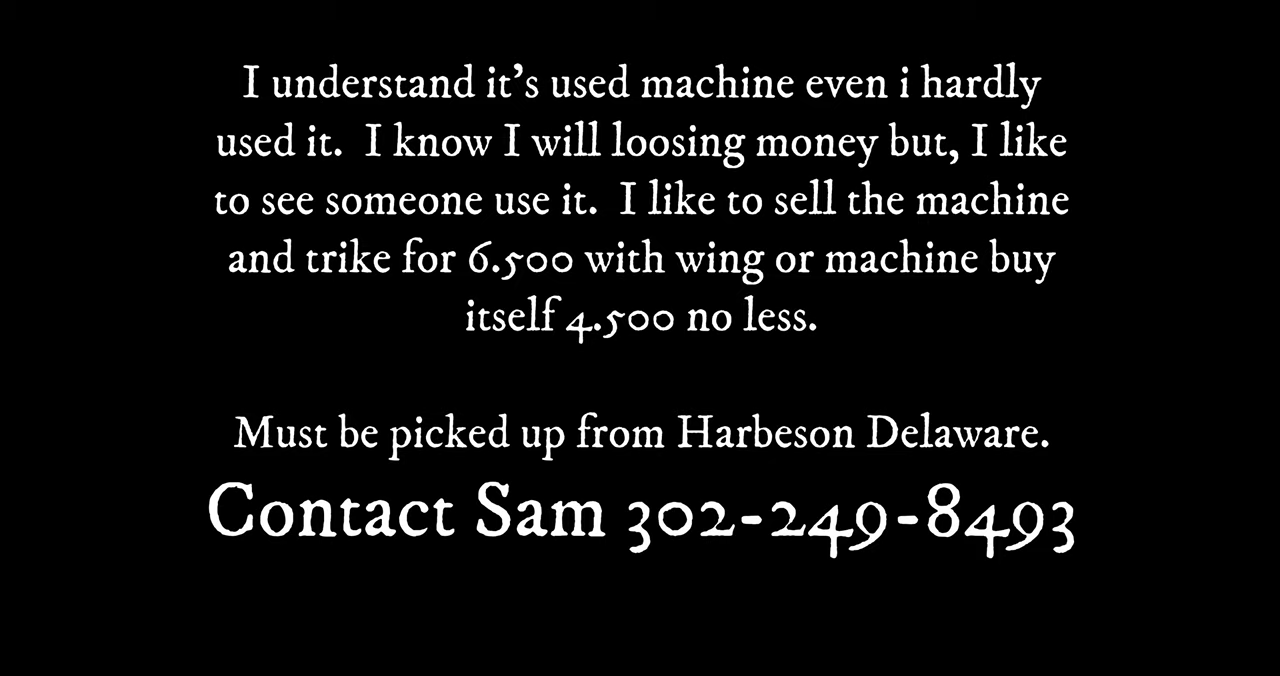 I understand it's used machine even i hardly
used it.  I know I will loosing money but, I like
to see someone use it.  I like to sell the machine
and trike for 6.500 with wing or machine buy
itself 4.500 no less.
Must be picked up from Harbeson Delaware.
Contact Sam 302-249-8493